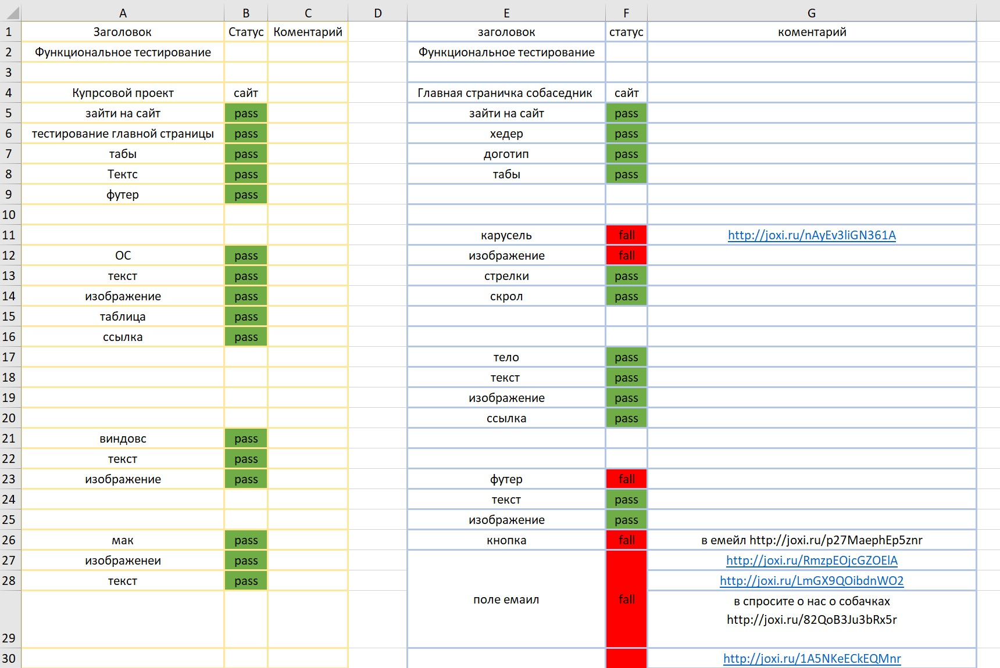 A B C D E F G
1 Заголовок Статус Коментарий заголовок статус коментарий
2 Функциональное тестирование Функциональное тестирование
3
4 Купрсовой проект сайт Главная страничка собаседник сайт
5 зайти на сайт pass зайти на сайт pass
6 тестирование главной страницы pass хедер pass
7 табы pass доготип pass
8 Тектс pass табы pass
9 футер pass
10
11 карусель fall http://joxi.ru/nAyEv3liGN361A
12 ОС pass изображение fall
13 текст pass стрелки pass
14 изображение pass скрол pass
15 таблица pass
16 ссылка pass
17 тело pass
18 текст pass
19 изображение pass
20 ссылка pass
21 виндовс pass
22 текст pass
23 изображение pass футер fall
24 текст pass
25 изображение pass
26 мак pass кнопка fall в емейл http://joxi.ru/p27MaephEp5znr
27 изображенеи pass http://joxi.ru/RmzpEOjcGZOElA
28 текст pass http://joxi.ru/LmGX9QOibdnWO2
поле емаил fall в спросите о нас о собачках
http://joxi.ru/82QoB3Ju3bRx5r
29
30 http://joxi.ru/1A5NKeECkEQMnr